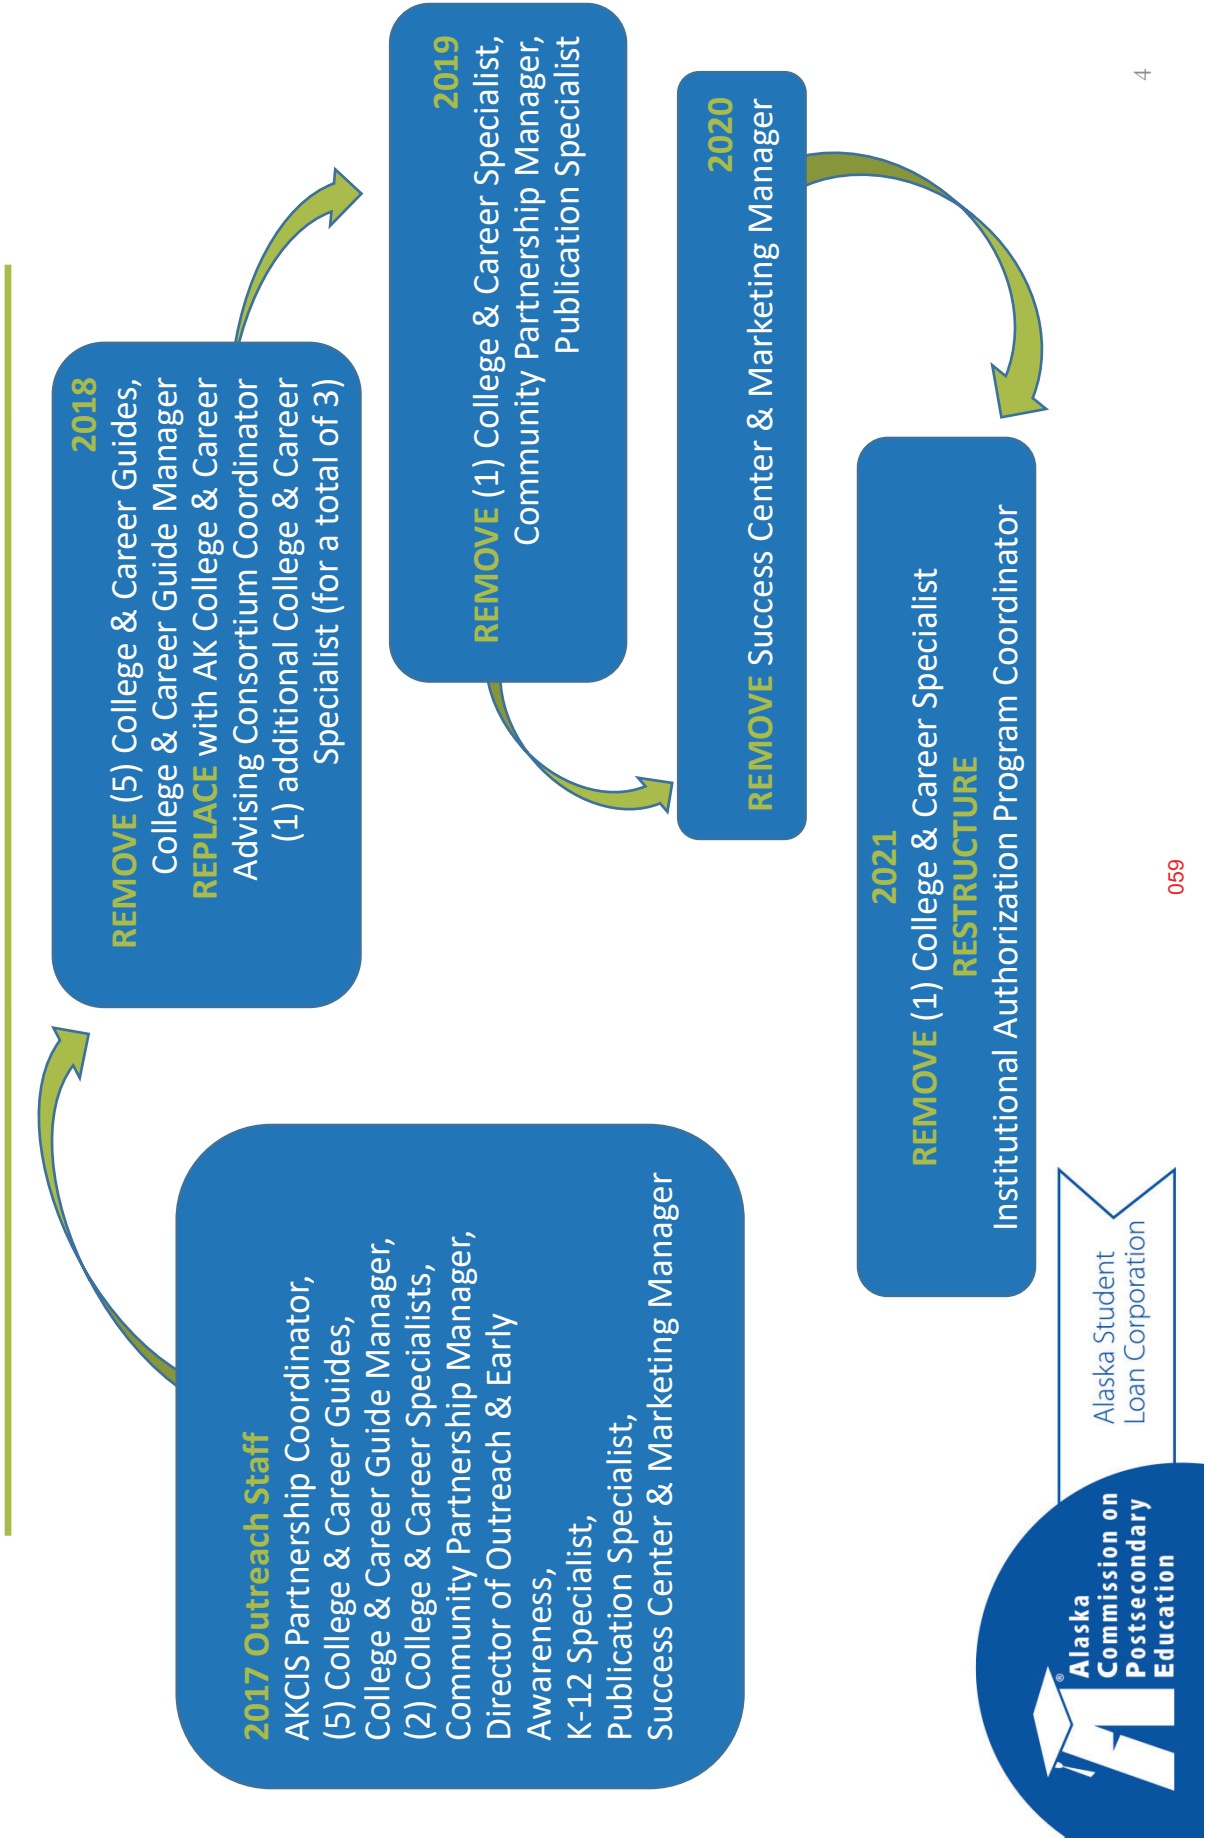 2017 Outreach Staff
AKCIS Partnership Coordinator,
(5) College & Career Guides,
College & Career Guide Manager,
(2) College & Career Specialists,
Community Partnership Manager,
Director of Outreach & Early
Awareness,
K-12 Specialist,
Publication Specialist,
Success Center & Marketing Manager
2018
REMOVE (5) College & Career Guides,
College & Career Guide Manager
REPLACE with AK College & Career
Advising Consortium Coordinator
(1) additional College & Career
Specialist (for a total of 3)
2019
REMOVE (1) College & Career Specialist,
Community Partnership Manager,
Publication Specialist
2020
REMOVE Success Center & Marketing Manager
2021
REMOVE (1) College & Career Specialist
RESTRUCTURE
Institutional Authorization Program Coordinator
®
Alaska
Commission on
Postsecondary
Education
Alaska Student
Loan Corporation
4
059